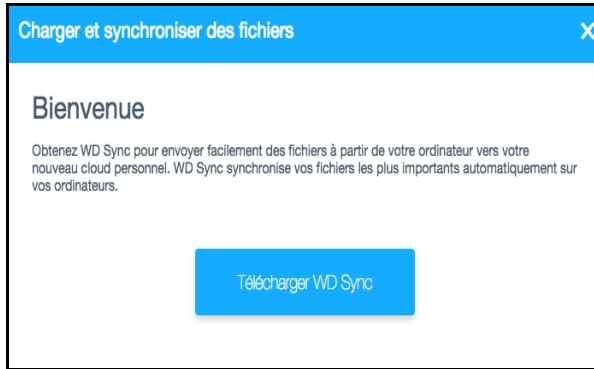 Charger et synchroniser des fichiers X
Bienvenue
Obtenez WD Sync pour envoyer facilement des fichiers à partir de votre ordinateur vers votre
nouveau cloud personnel. WD Sync synchronise vos fichiers les plus importants automatiquement sur
vos ordinateurs.
Télécharger WD Sync